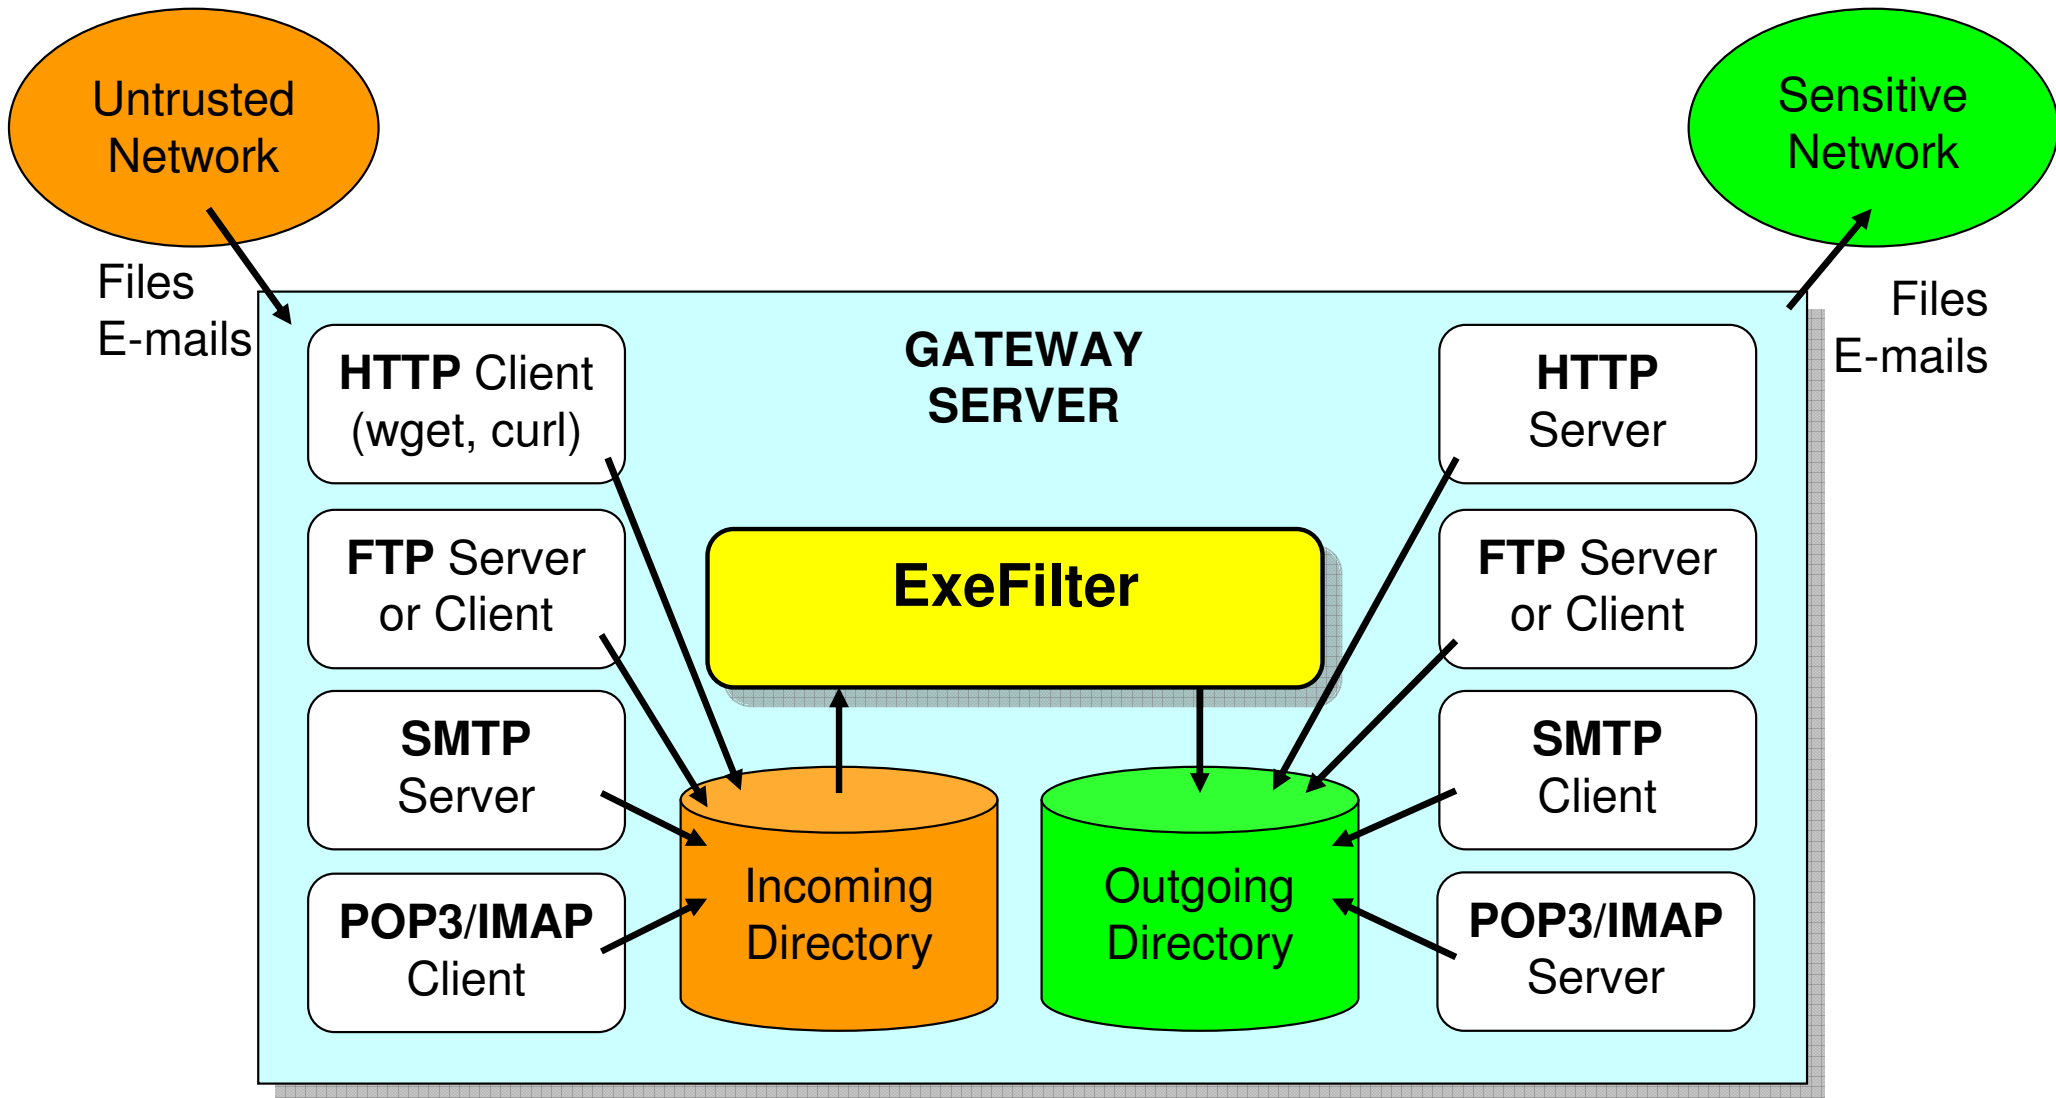 Untrusted
Network
Sensitive
Network
Files
E-mails
Files
E-mails
GATEWAY
SERVER
HTTP Client
(wget, curl)
FTP Server
or Client
SMTP
Server
POP3/IMAP
Client
ExeFilter
Incoming
Directory
Outgoing
Directory
HTTP
Server
FTP Server
or Client
SMTP
Client
POP3/IMAP
Server